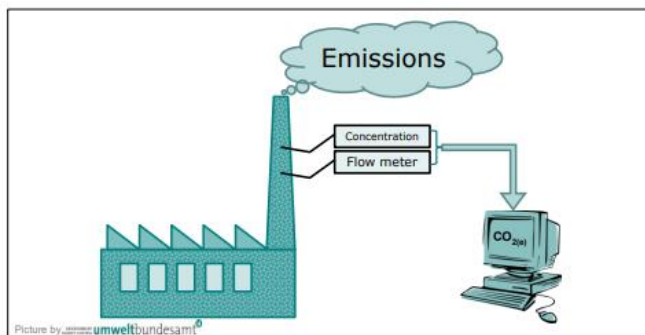 Emissions
Concentration
Flow meter
CO2(e)
Picture by umweltbundesamt